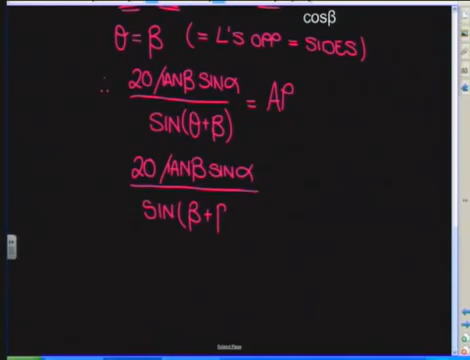 cosβ
θ = β (= L'S OPP = SIDES)
∴ 20 TANβ SINα
SIN(θ+β) = AP
20 TANβ SINα
SIN(β+